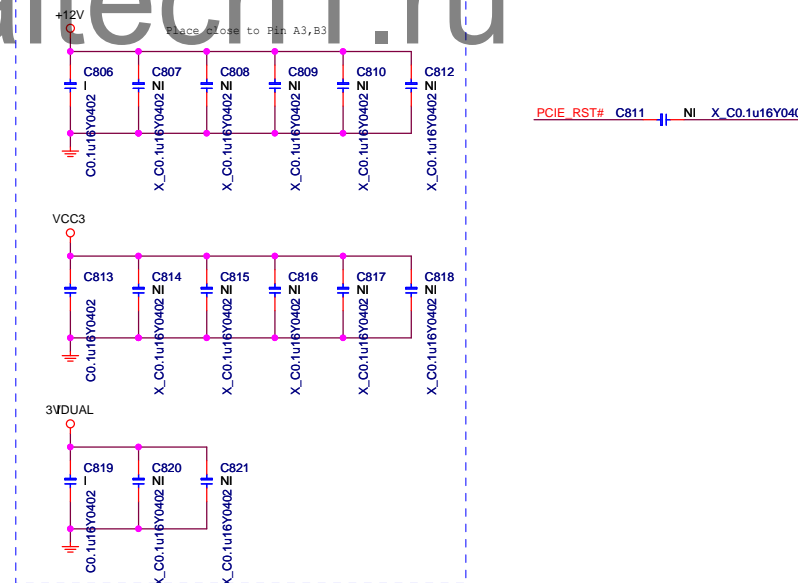 altech1.ru
+12V
Place close to Pin A3,B3
C806 C807 C808 C809 C810 C812
I NI NI NI NI NI
C0.1u16Y0402 X_C0.1u16Y0402 X_C0.1u16Y0402 X_C0.1u16Y0402 X_C0.1u16Y0402 X_C0.1u16Y0402
PCIE_RST# C811 NI X_C0.1u16Y040
VCC3
C813 C814 C815 C816 C817 C818
NI NI NI NI NI
C0.1u16Y0402 X_C0.1u16Y0402 X_C0.1u16Y0402 X_C0.1u16Y0402 X_C0.1u16Y0402 X_C0.1u16Y0402
3VDUAL
C819 C820 C821
I NI NI
C0.1u16Y0402 X_C0.1u16Y0402 X_C0.1u16Y0402